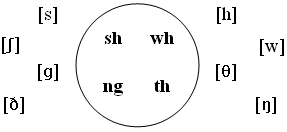 [s] [h]
sh wh
[ʃ] [w]
[g] [θ]
ng th
[ð] [ŋ]